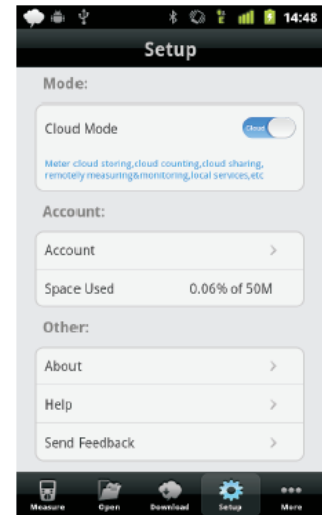 14:48
Setup
Mode:
Cloud Mode
Cloud
Meter cloud storing,cloud counting,cloud sharing,
remotely measuring&monitoring,local services,etc
Account:
Account
Space Used 0.06% of 50M
Other:
About
Help
Send Feedback
Measure Open Download Setup More